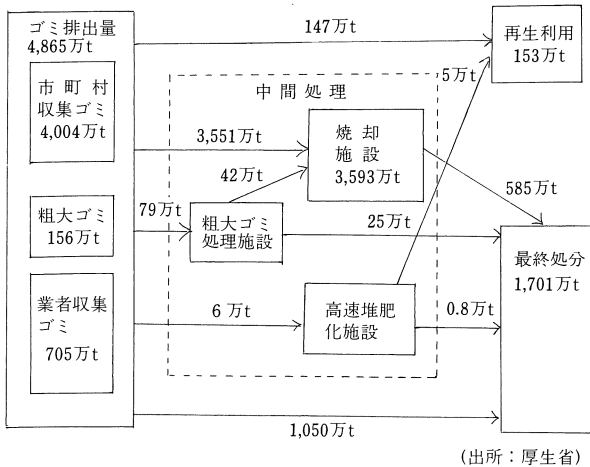 ゴミ排出量
4,865万t
市町村
収集ゴミ
4,004万t
粗大ゴミ
156万t
業者収集
ゴミ
705万t
147万t
再生利用
153万t
5万t
中間処理
3,551万t
焼却
施設
3,593万t
42万t
79万t
粗大ゴミ
処理施設
25万t
585万t
最終処分
1,701万t
6万t
高速堆肥
化施設
0.8万t
1,050万t
(出所：厚生省)